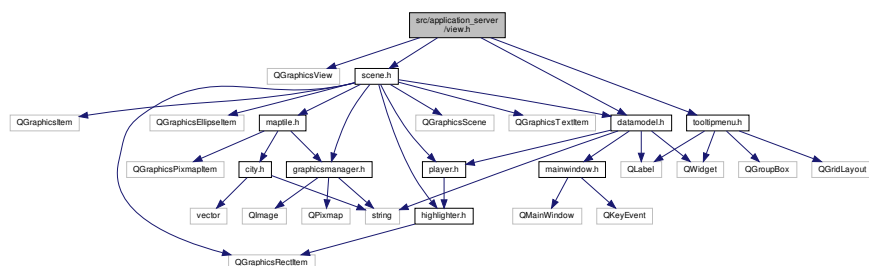 src/application_server
/view.h
QGraphicsView
scene.h
QGraphicsItem
QGraphicsEllipseItem
maptile.h
QGraphicsScene
QGraphicsTextItem
datamodel.h
tooltipmenu.h
QGraphicsPixmapItem
city.h
graphicsmanager.h
player.h
mainwindow.h
QLabel
QWidget
QGroupBox
QGridLayout
vector
QImage
QPixmap
string
highlighter.h
QMainWindow
QKeyEvent
QGraphicsRectItem